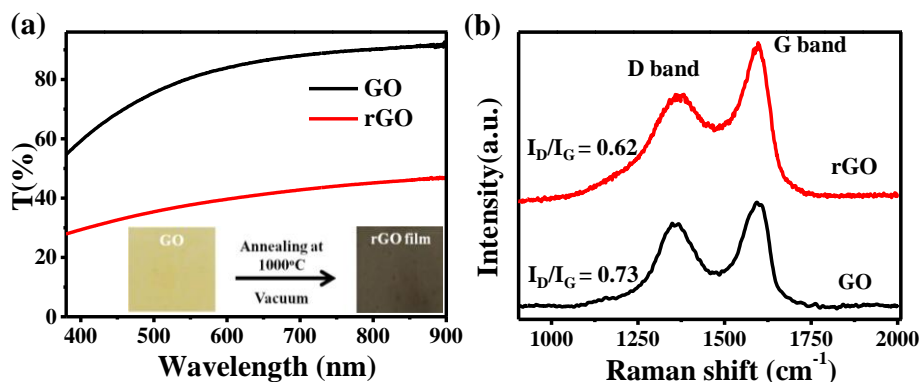 (a)
T(%)
80
60
40
20
0
GO
rGO
GO
Annealing at
1000°C
Vacuum
rGO film
400
500
600
700
800
900
Wavelength (nm)
(b)
Intensity(a.u.)
D band
G band
I_D/I_G = 0.62
rGO
I_D/I_G = 0.73
GO
1000
1250
1500
1750
2000
Raman shift (cm⁻¹)